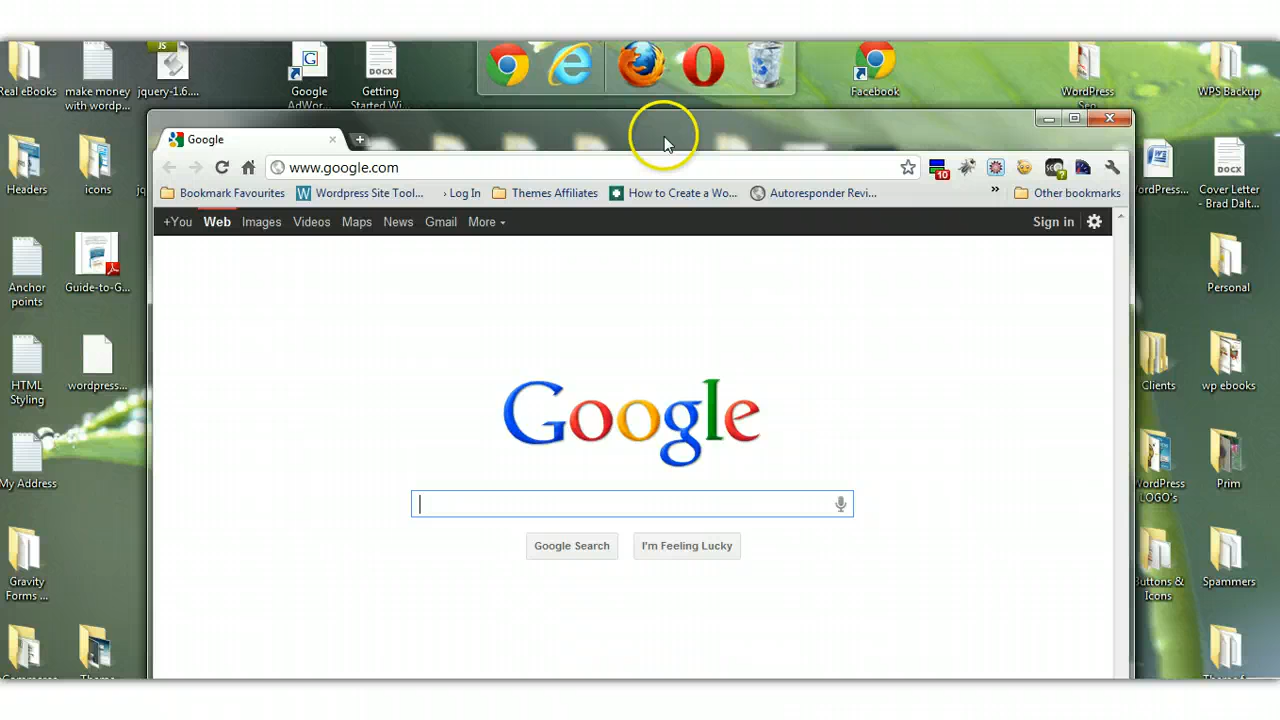 JS
DOCX
Real eBooks
make money
with wordp...
jquery-1.6....
Google
AdWor...
Getting
Started Wi...
Facebook
WordPress
Seo
WPS Backup
Google
www.google.com
10
Bookmark Favourites
Wordpress Site Tool...
› Log In
Themes Affiliates
How to Create a Wo...
Autoresponder Revi...
»
Other bookmarks
+You
Web
Images
Videos
Maps
News
Gmail
More
Sign in
Google
Google Search
I'm Feeling Lucky
Headers
icons
Anchor
points
Guide-to-G...
HTML
Styling
wordpress...
My Address
Gravity
Forms ...
WordPress...
Cover Letter
- Brad Dalt...
Personal
Clients
wp ebooks
WordPress
LOGO's
Prim
Buttons &
Icons
Spammers